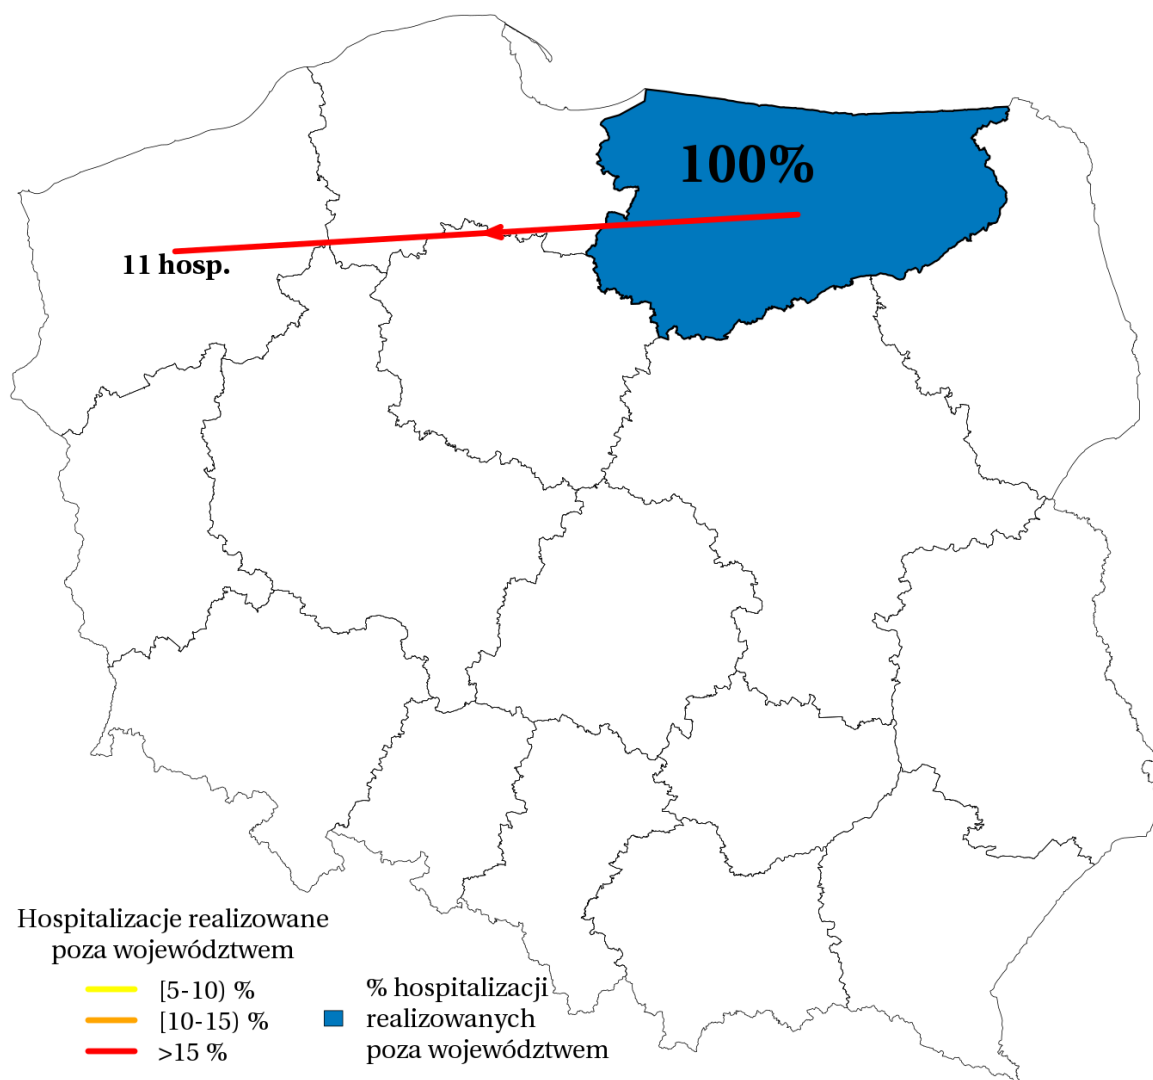 100%
11 hosp.
Hospitalizacje realizowane
poza województwem
[5-10) %
[10-15) %
>15 %
% hospitalizacji
realizowanych
poza województwem